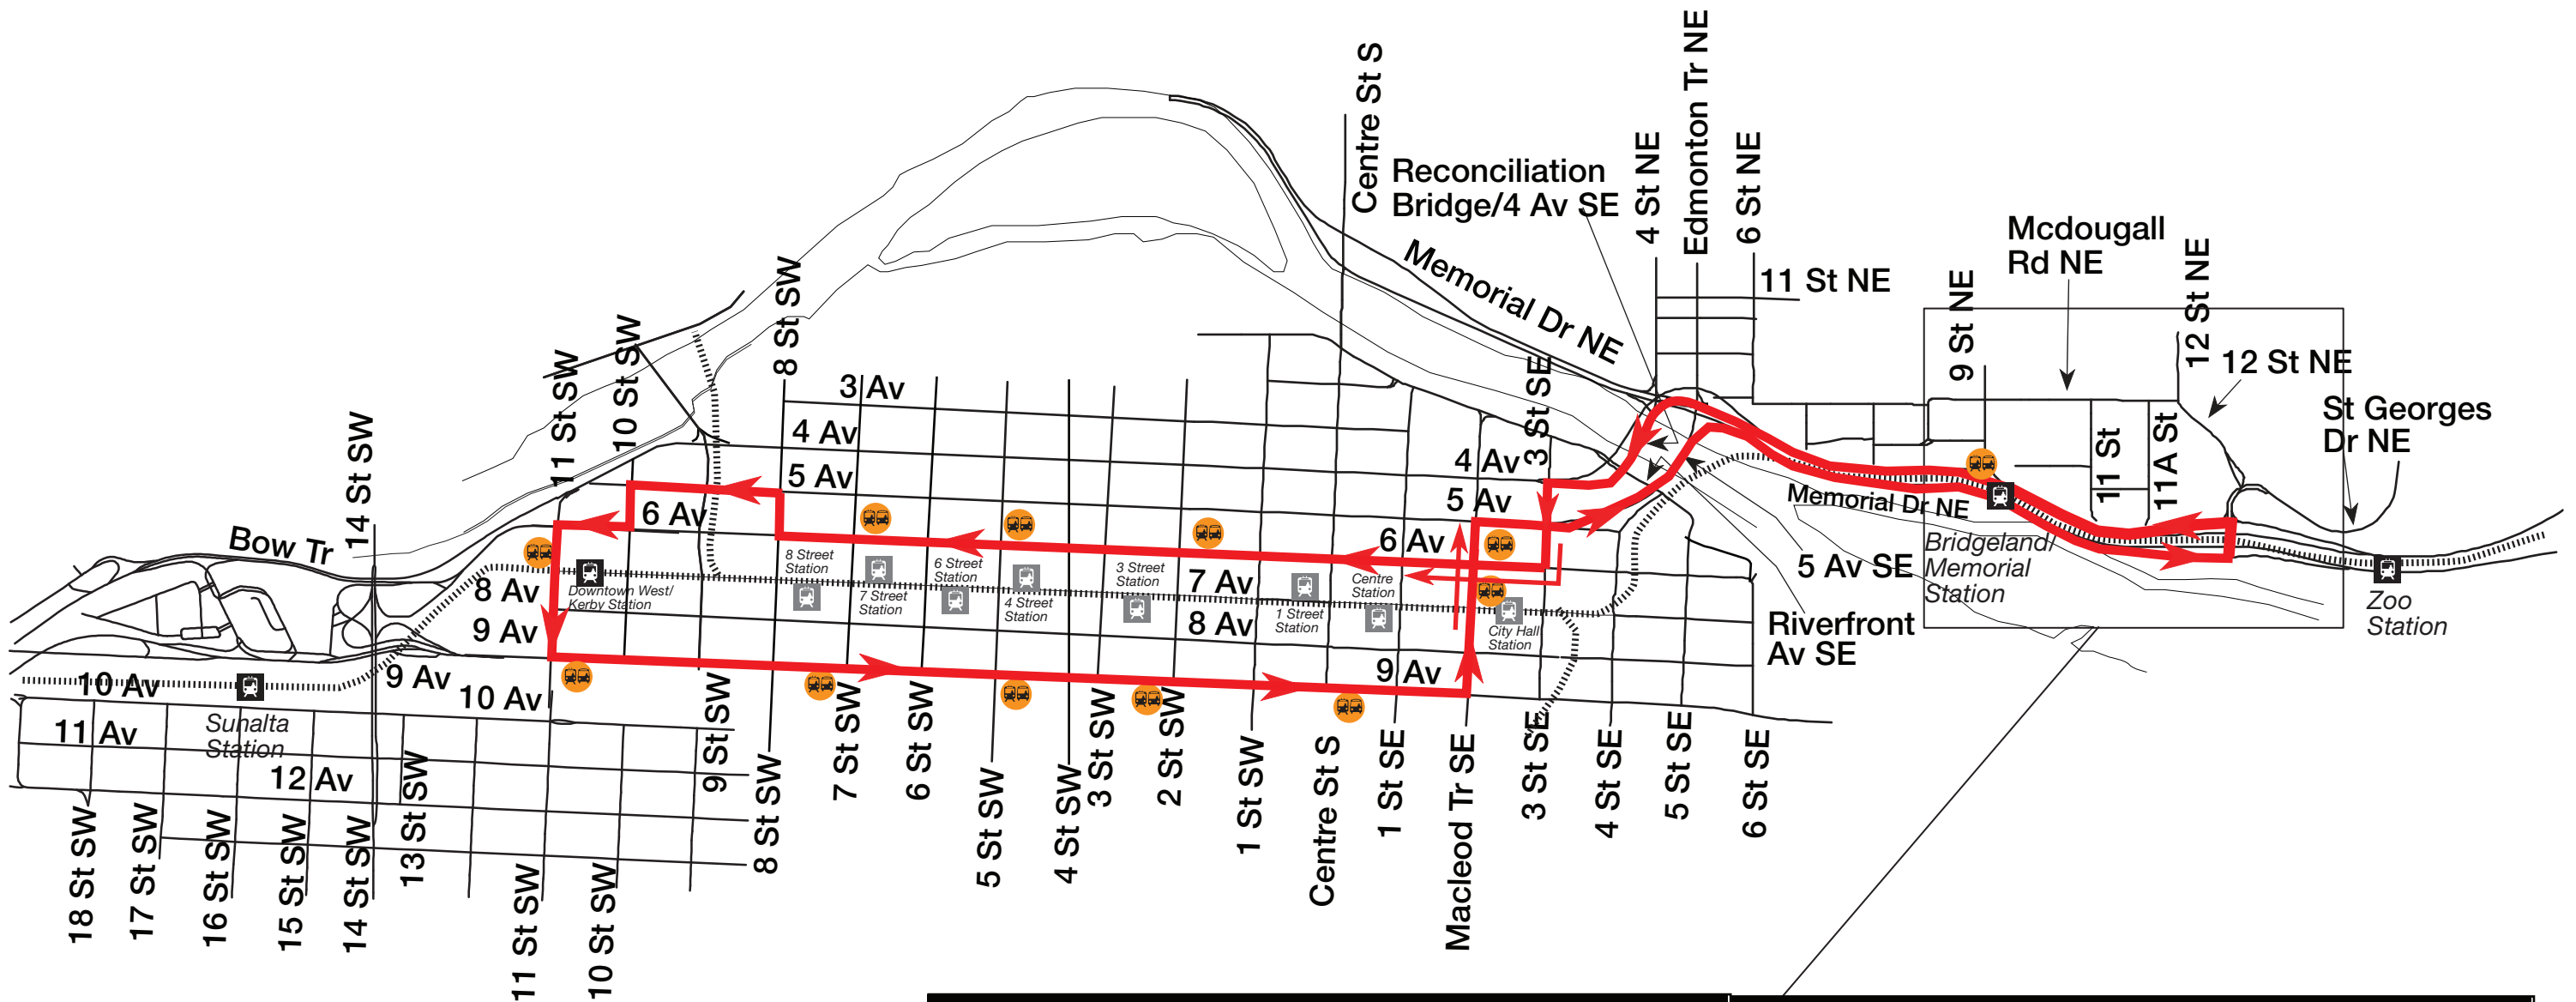 Centre St S
Edmonton Tr NE
4 St NE
6 St NE
Reconciliation
Bridge/4 Av SE
Memorial Dr NE
11 St NE
Mcdougall
Rd NE
9 St NE
12 St NE
12 St NE
St Georges
Dr NE
8 St SW
11 St SW
10 St SW
14 St SW
3 Av
4 Av
5 Av
6 Av
3 St SE
4 Av
5 Av
6 Av
11 St
11A St
Memorial Dr NE
Bow Tr
8 Street
Station
7 Street
Station
6 Street
Station
4 Street
Station
3 Street
Station
7 Av
1 Street
Station
Centre
Station
City Hall
Station
5 Av SE
Bridgeland/
Memorial
Station
Zoo
Station
Riverfront
Av SE
8 Av
Downtown West/
Kerby Station
9 Av
8 Av
9 Av
10 Av
9 Av
10 Av
Sunalta
Station
11 Av
12 Av
18 St SW
17 St SW
16 St SW
15 St SW
14 St SW
13 St SW
11 St SW
10 St SW
9 St SW
8 St SW
7 St SW
6 St SW
5 St SW
4 St SW
3 St SW
2 St SW
1 St SW
Centre St S
1 St SE
Macleod Tr SE
3 St SE
4 St SE
5 St SE
6 St SE